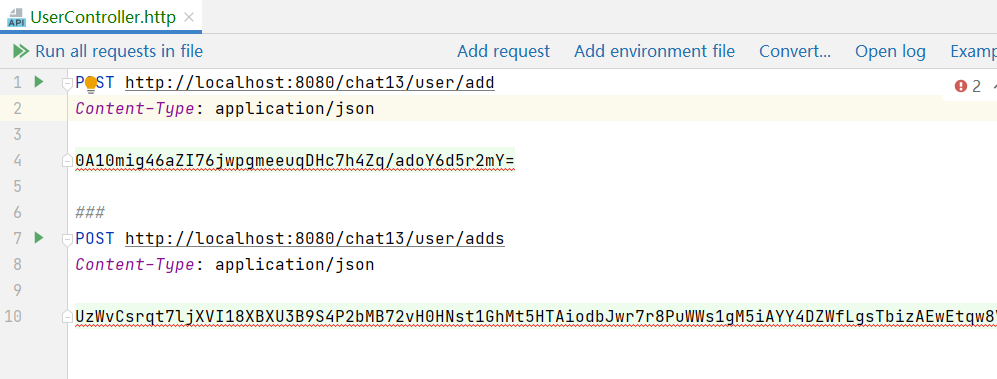 UserController.http
Run all requests in file Add request Add environment file Convert... Open log Examp
1 POST http://localhost:8080/chat13/user/add 2
2 Content-Type: application/json
3
4 0A10mig46aZI76jwpgmeeuqDHc7h4Zq/adoY6d5r2mY=
5
6 ###
7 POST http://localhost:8080/chat13/user/adds
8 Content-Type: application/json
9
10 UzWvCsrqt7ljXVI18XBXU3B9S4P2bMB72vH0HNst1GhMt5HTAiodbJwr7r8PuWWs1gM5iAYY4DZWfLgsTbizAEwEtqw8